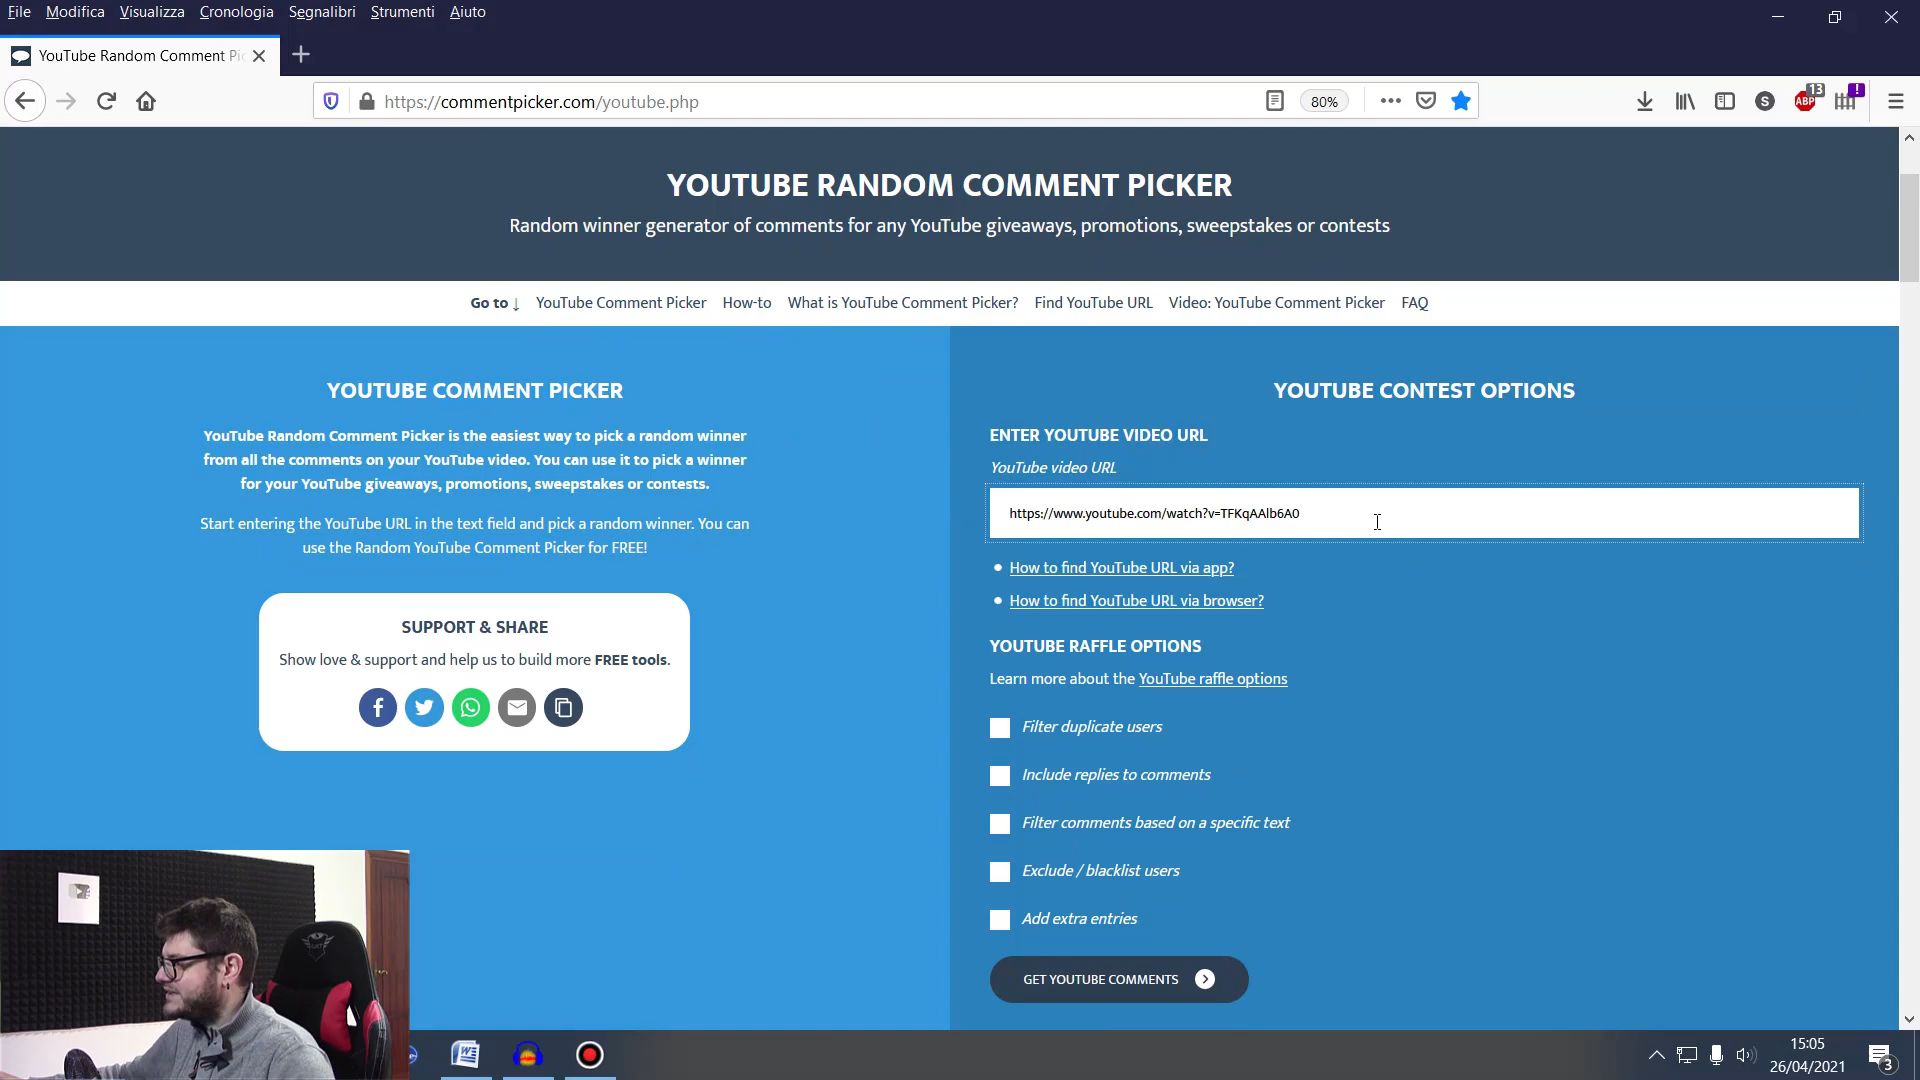 File Modifica Visualizza Cronologia Segnalibri Strumenti Aiuto
YouTube Random Comment Pic
https://commentpicker.com/youtube.php
80%
S
ABP
13
!
YOUTUBE RANDOM COMMENT PICKER
Random winner generator of comments for any YouTube giveaways, promotions, sweepstakes or contests
Go to ↓ YouTube Comment Picker How-to What is YouTube Comment Picker? Find YouTube URL Video: YouTube Comment Picker FAQ
YOUTUBE COMMENT PICKER
YouTube Random Comment Picker is the easiest way to pick a random winner
from all the comments on your YouTube video. You can use it to pick a winner
for your YouTube giveaways, promotions, sweepstakes or contests.
Start entering the YouTube URL in the text field and pick a random winner. You can
use the Random YouTube Comment Picker for FREE!
SUPPORT & SHARE
Show love & support and help us to build more FREE tools.
YOUTUBE CONTEST OPTIONS
ENTER YOUTUBE VIDEO URL
YouTube video URL
https://www.youtube.com/watch?v=TFKqAAlb6A0
How to find YouTube URL via app?
How to find YouTube URL via browser?
YOUTUBE RAFFLE OPTIONS
Learn more about the YouTube raffle options
Filter duplicate users
Include replies to comments
Filter comments based on a specific text
Exclude / blacklist users
Add extra entries
GET YOUTUBE COMMENTS
15:05
26/04/2021
3